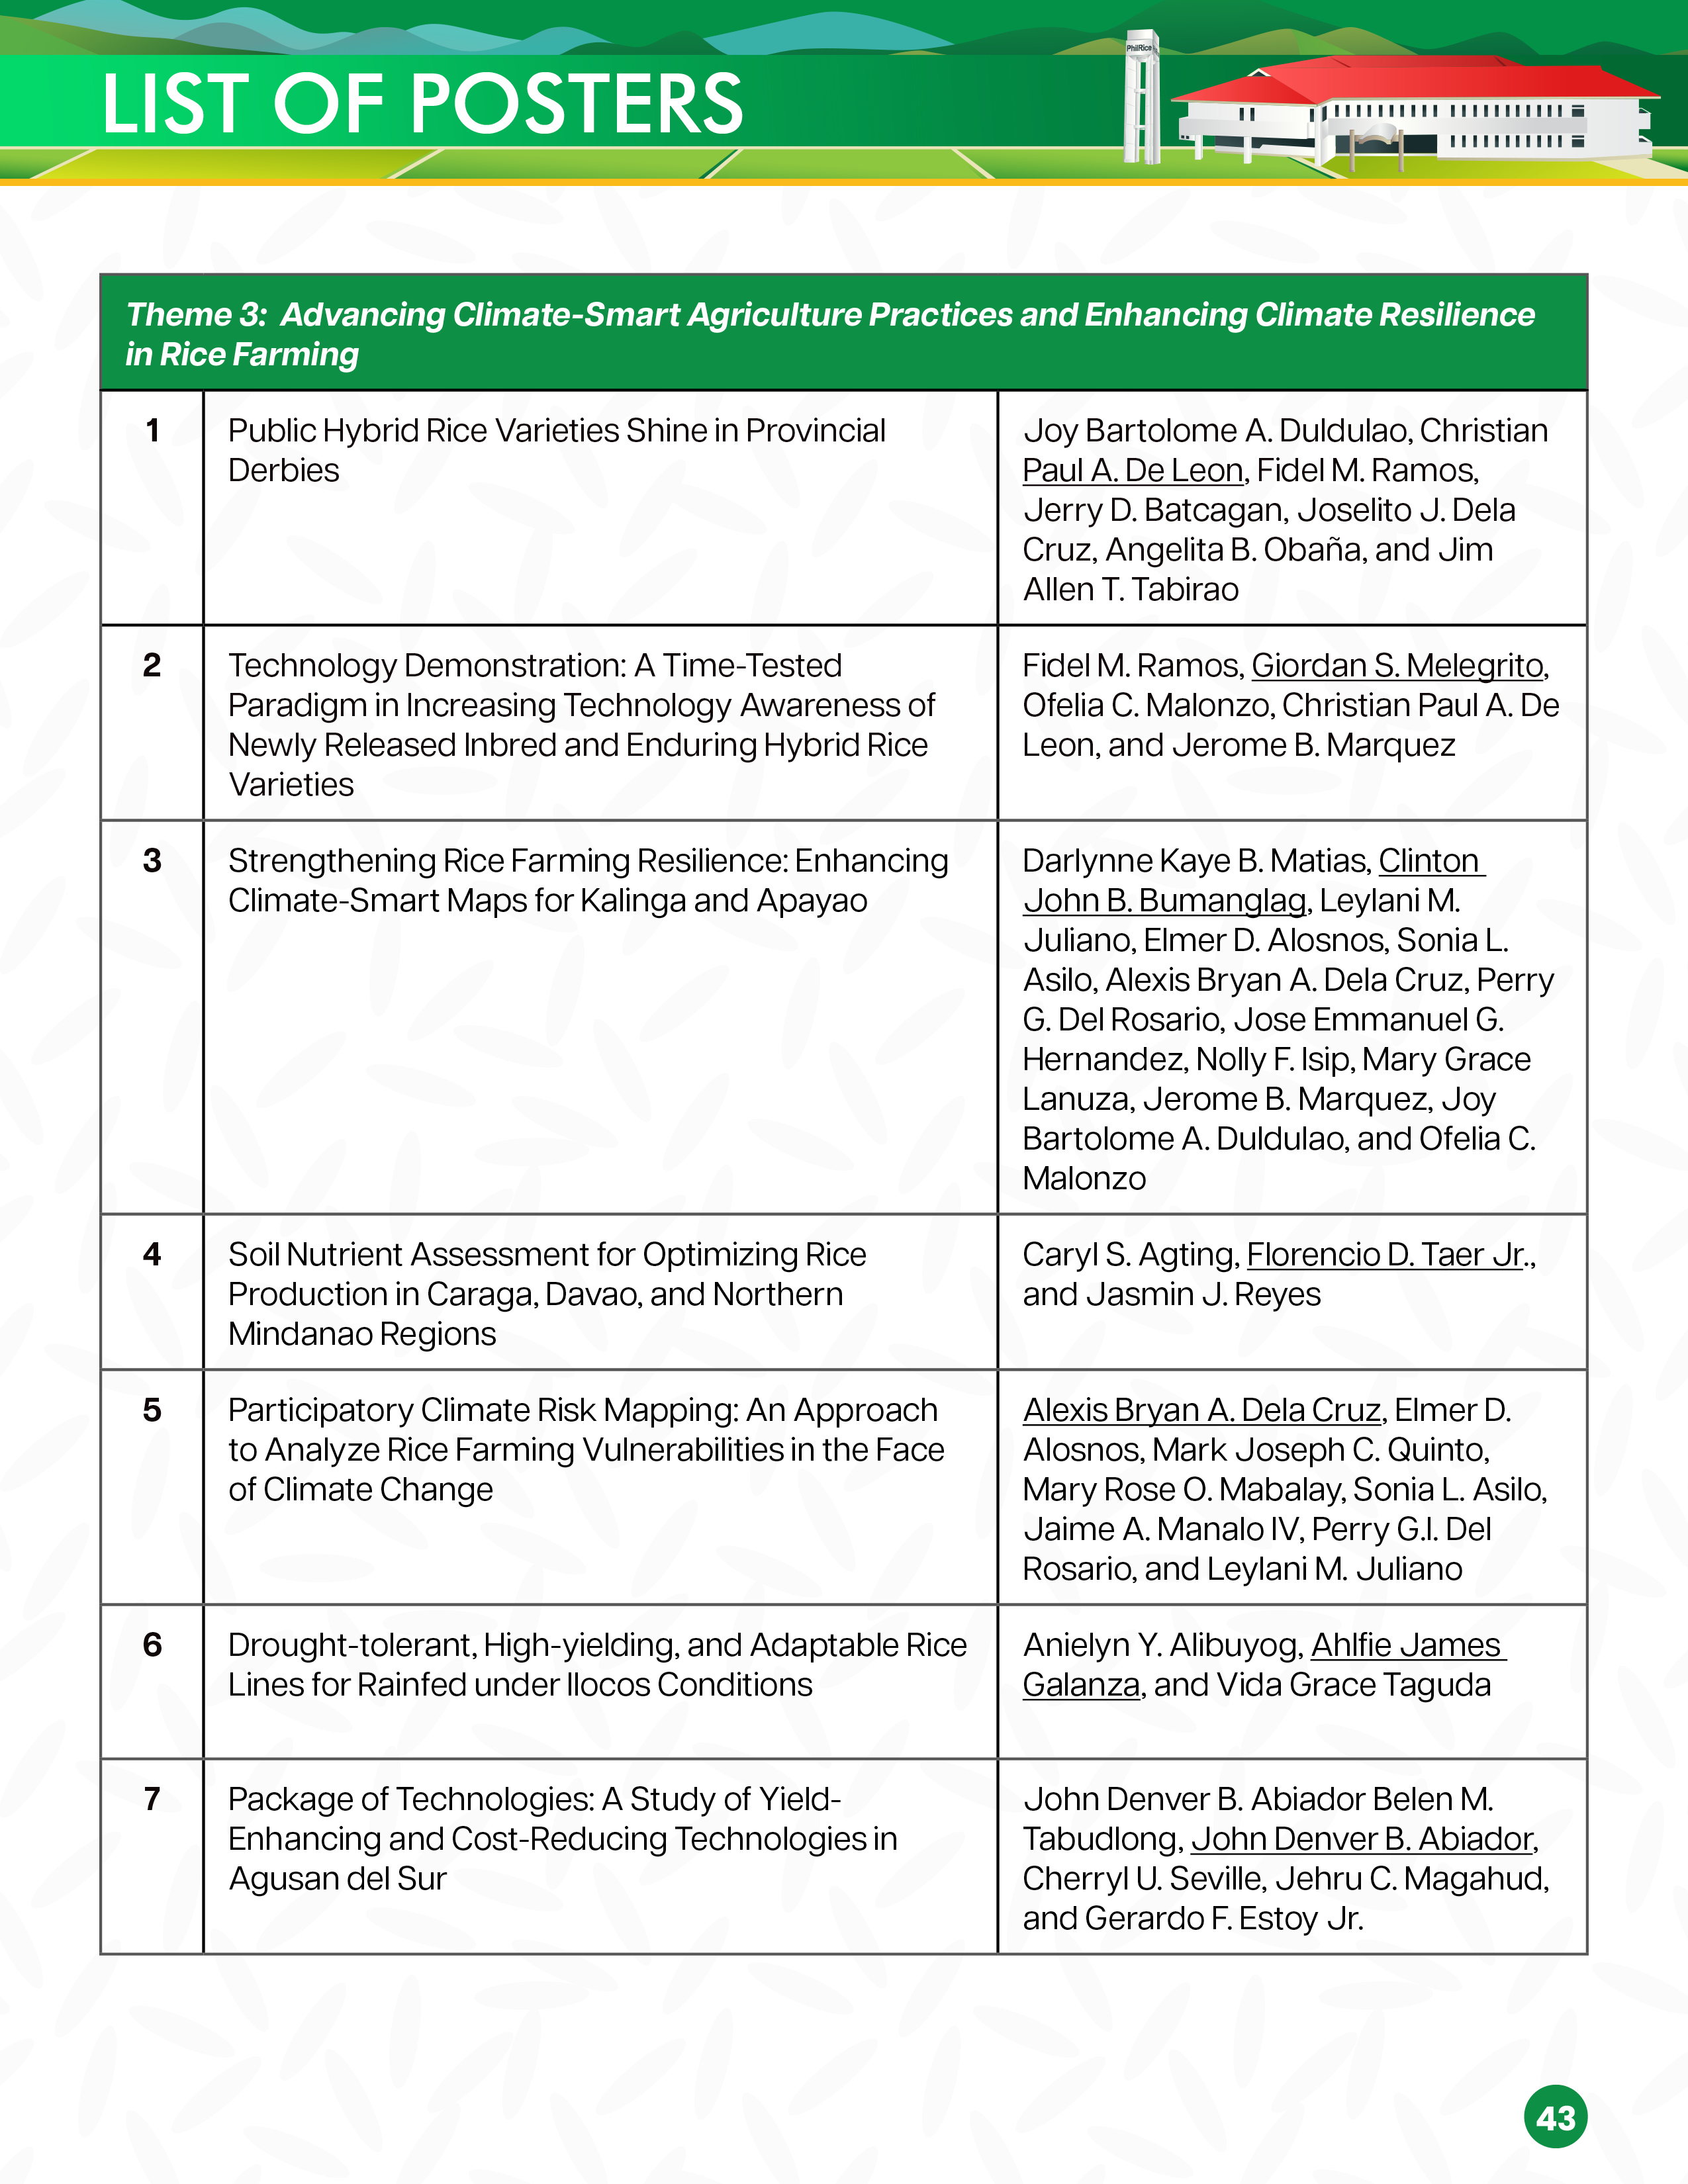 PhilRice
LIST OF POSTERS
Theme 3: Advancing Climate-Smart Agriculture Practices and Enhancing Climate Resilience
in Rice Farming
1
Public Hybrid Rice Varieties Shine in Provincial
Derbies
Joy Bartolome A. Duldulao, Christian
Paul A. De Leon, Fidel M. Ramos,
Jerry D. Batcagan, Joselito J. Dela
Cruz, Angelita B. Obaña, and Jim
Allen T. Tabirao
2
Technology Demonstration: A Time-Tested
Paradigm in Increasing Technology Awareness of
Newly Released Inbred and Enduring Hybrid Rice
Varieties
Fidel M. Ramos, Giordan S. Melegrito,
Ofelia C. Malonzo, Christian Paul A. De
Leon, and Jerome B. Marquez
3
Strengthening Rice Farming Resilience: Enhancing
Climate-Smart Maps for Kalinga and Apayao
Darlynne Kaye B. Matias, Clinton
John B. Bumanglag, Leylani M.
Juliano, Elmer D. Alosnos, Sonia L.
Asilo, Alexis Bryan A. Dela Cruz, Perry
G. Del Rosario, Jose Emmanuel G.
Hernandez, Nolly F. Isip, Mary Grace
Lanuza, Jerome B. Marquez, Joy
Bartolome A. Duldulao, and Ofelia C.
Malonzo
4
Soil Nutrient Assessment for Optimizing Rice
Production in Caraga, Davao, and Northern
Mindanao Regions
Caryl S. Agting, Florencio D. Taer Jr.,
and Jasmin J. Reyes
5
Participatory Climate Risk Mapping: An Approach
to Analyze Rice Farming Vulnerabilities in the Face
of Climate Change
Alexis Bryan A. Dela Cruz, Elmer D.
Alosnos, Mark Joseph C. Quinto,
Mary Rose O. Mabalay, Sonia L. Asilo,
Jaime A. Manalo IV, Perry G.I. Del
Rosario, and Leylani M. Juliano
6
Drought-tolerant, High-yielding, and Adaptable Rice
Lines for Rainfed under Ilocos Conditions
Anielyn Y. Alibuyog, Ahlfie James
Galanza, and Vida Grace Taguda
7
Package of Technologies: A Study of Yield-
Enhancing and Cost-Reducing Technologies in
Agusan del Sur
John Denver B. Abiador Belen M.
Tabudlong, John Denver B. Abiador,
Cherryl U. Seville, Jehru C. Magahud,
and Gerardo F. Estoy Jr.
43